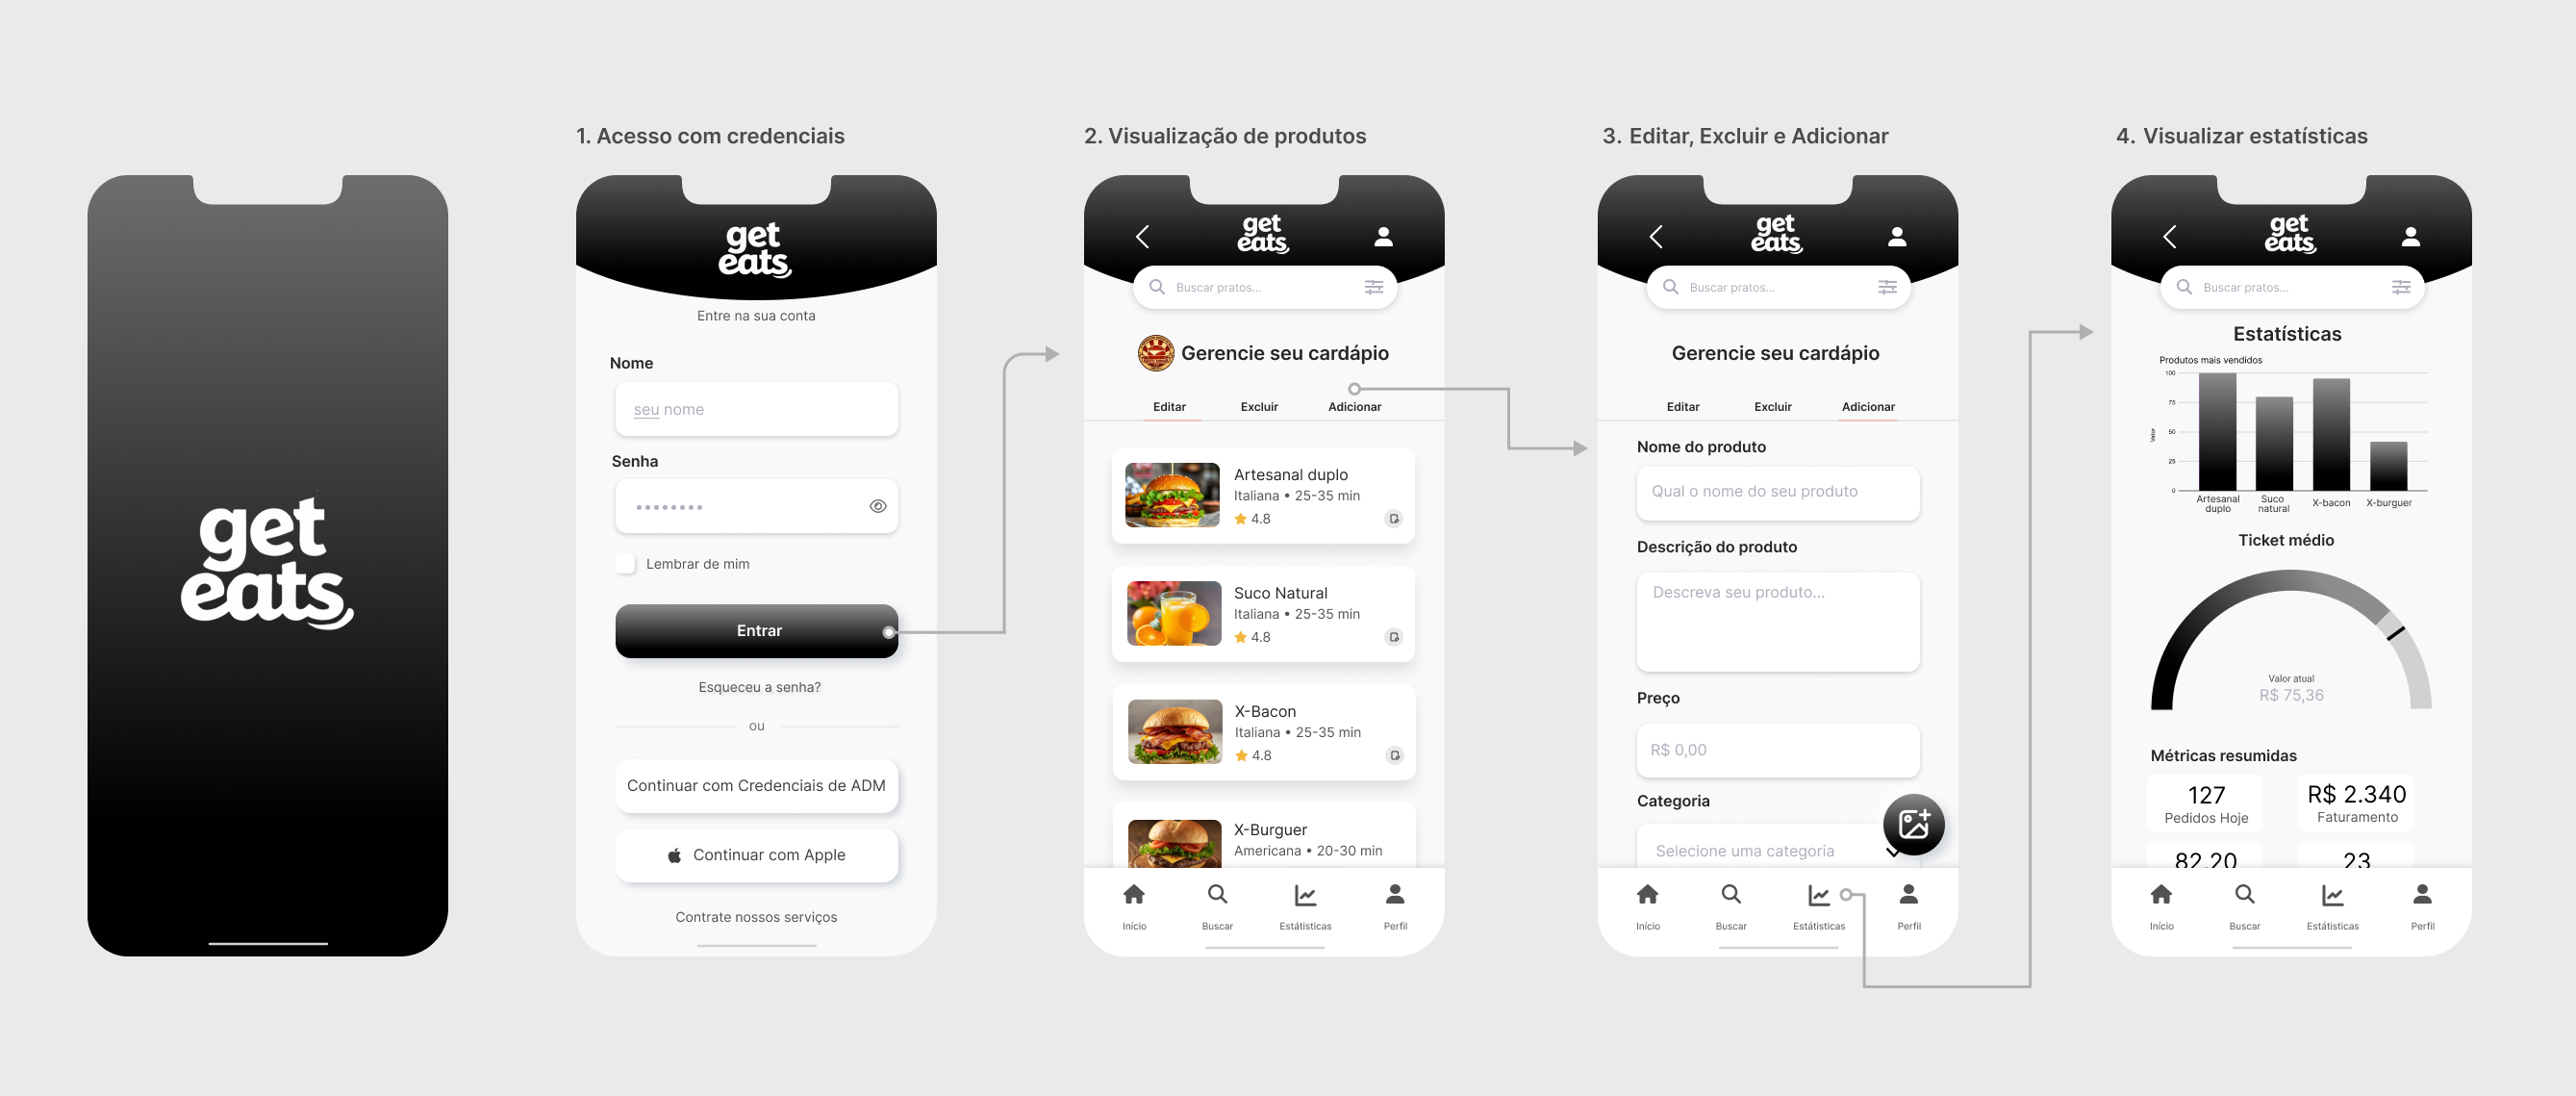 get
eats
1. Acesso com credenciais
get
eats
Entre na sua conta
Nome
seu nome
Senha
Lembrar de mim
Entrar
Esqueceu a senha?
ou
Continuar com Credenciais de ADM
Continuar com Apple
Contrate nossos serviços
2. Visualização de produtos
get
eats
Buscar pratos...
Gerencie seu cardápio
Editar
Excluir
Adicionar
Artesanal duplo
Italiana • 25-35 min
4.8
Suco Natural
Italiana • 25-35 min
4.8
X-Bacon
Italiana • 25-35 min
4.8
X-Burguer
Americana • 20-30 min
Início
Buscar
Estátisticas
Perfil
3. Editar, Excluir e Adicionar
get
eats
Buscar pratos...
Gerencie seu cardápio
Editar
Excluir
Adicionar
Nome do produto
Qual o nome do seu produto
Descrição do produto
Descreva seu produto...
Preço
R$ 0,00
Categoria
Selecione uma categoria
Início
Buscar
Estátisticas
Perfil
4. Visualizar estatísticas
get
eats
Buscar pratos...
Estatísticas
Produtos mais vendidos
100
75
50
25
0
Valor
Artesanal
duplo
Suco
natural
X-bacon
X-burguer
Ticket médio
Valor atual
R$ 75,36
Métricas resumidas
127
Pedidos Hoje
R$ 2.340
Faturamento
82,20
23
Início
Buscar
Estátisticas
Perfil